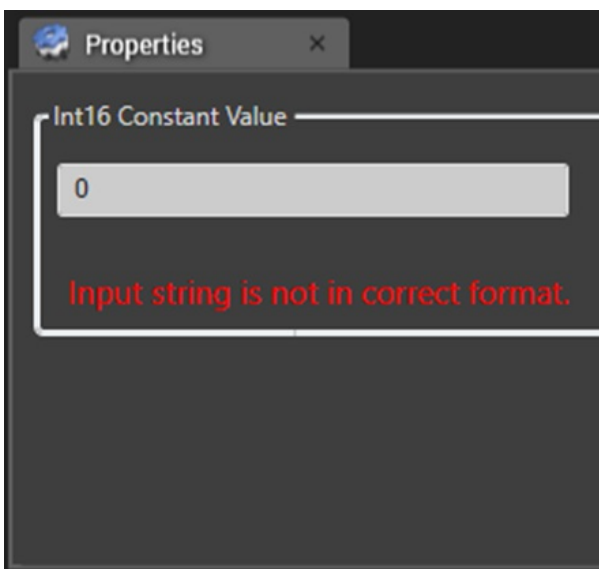 Properties
Int16 Constant Value
0
Input string is not in correct format.